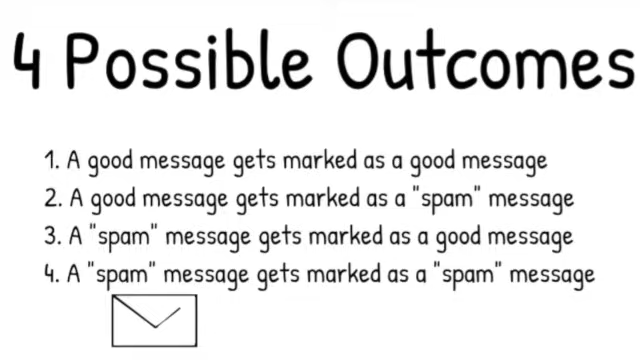 4 Possible Outcomes
1. A good message gets marked as a good message
2. A good message gets marked as a "spam" message
3. A "spam" message gets marked as a good message
4. A "spam" message gets marked as a "spam" message